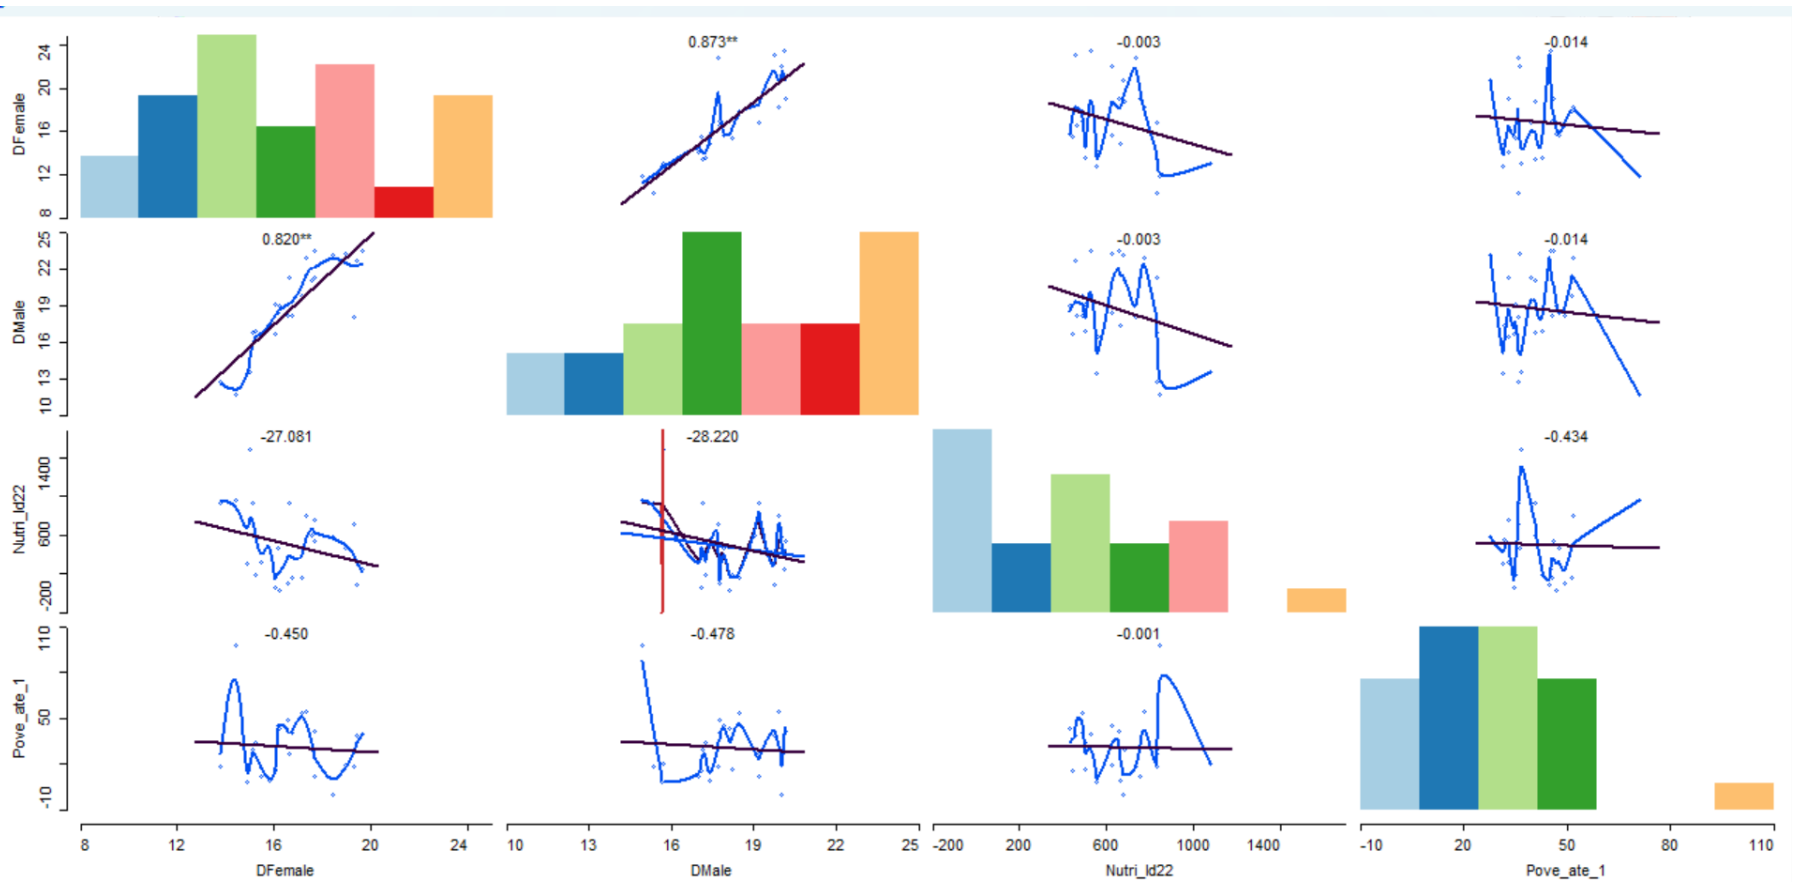 0.873**
-0.003
-0.014
DFemale
24
20
16
12
8
0.820**
-0.003
-0.014
DMale
25
22
19
16
13
10
-27.081
-28.220
-0.434
Nutri_Id22
1400
600
-200
-0.450
-0.478
-0.001
Pove_ate_1
110
50
-10
8 12 16 20 24
10 13 16 19 22 25
-200 200 600 1000 1400
-10 20 50 80 110
DFemale
DMale
Nutri_Id22
Pove_ate_1